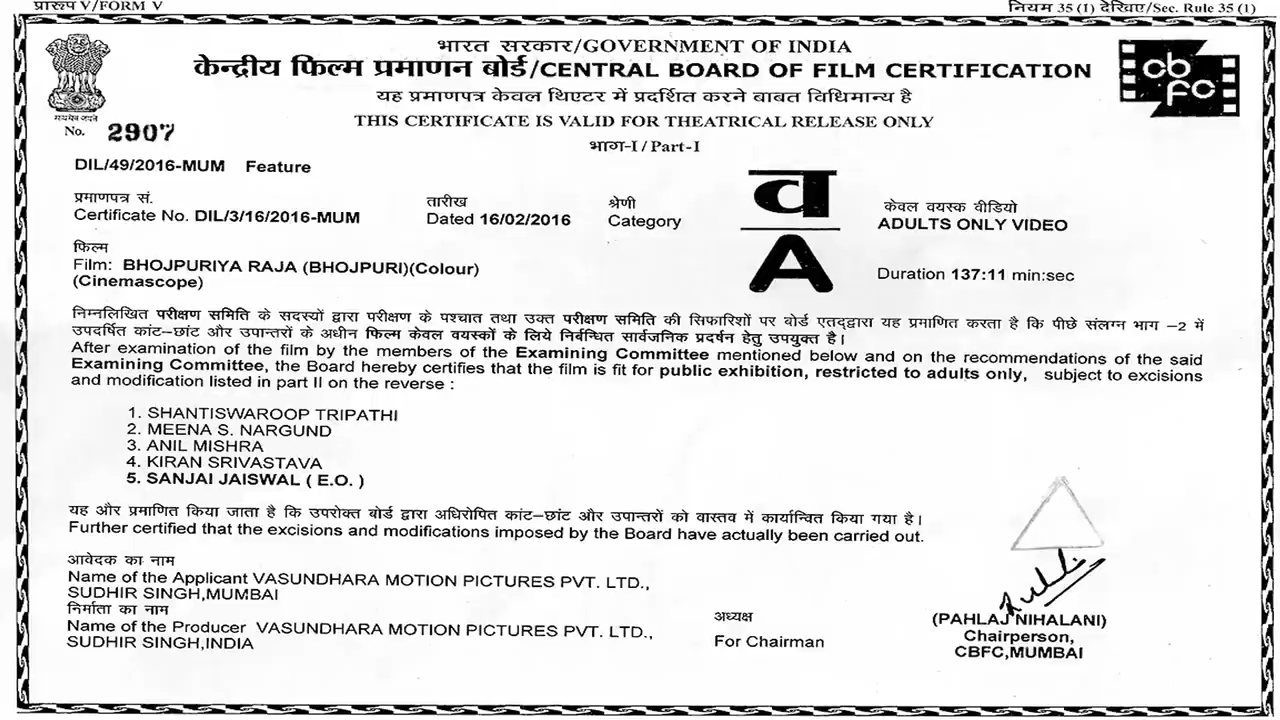 प्रारूप V/FORM V
नियम 35 (1) देखिए/Sec. Rule 35 (1)
भारत सरकार/GOVERNMENT OF INDIA
केन्द्रीय फिल्म प्रमाणन बोर्ड/CENTRAL BOARD OF FILM CERTIFICATION
cbfc
यह प्रमाणपत्र केवल थिएटर में प्रदर्शित करने बाबत विधिमान्य है
सत्यमेव जयते
THIS CERTIFICATE IS VALID FOR THEATRICAL RELEASE ONLY
No. 2907
भाग-I / Part-I
DIL/49/2016-MUM Feature
प्रमाणपत्र सं.
Certificate No. DIL/3/16/2016-MUM
तारीख
Dated 16/02/2016
श्रेणी
Category
व
A
केवल वयस्क वीडियो
ADULTS ONLY VIDEO
फिल्म
Film: BHOJPURIYA RAJA (BHOJPURI)(Colour)
(Cinemascope)
Duration 137:11 min:sec
निम्नलिखित परीक्षण समिति के सदस्यों द्वारा परीक्षण के पश्चात तथा उक्त परीक्षण समिति की सिफारिशों पर बोर्ड एतद्द्वारा यह प्रमाणित करता है कि पीछे संलग्न भाग –2 में
उपदर्षित कांट–छांट और उपान्तरों के अधीन फिल्म केवल वयस्कों के लिये निर्बन्धित सार्वजनिक प्रदर्षन हेतु उपयुक्त है।
After examination of the film by the members of the Examining Committee mentioned below and on the recommendations of the said
Examining Committee, the Board hereby certifies that the film is fit for public exhibition, restricted to adults only, subject to excisions
and modification listed in part II on the reverse :
1. SHANTISWAROOP TRIPATHI
2. MEENA S. NARGUND
3. ANIL MISHRA
4. KIRAN SRIVASTAVA
5. SANJAI JAISWAL ( E.O. )
यह और प्रमाणित किया जाता है कि उपरोक्त बोर्ड द्वारा अधिरोपित कांट–छांट और उपान्तरों को वास्तव में कार्यान्वित किया गया है।
Further certified that the excisions and modifications imposed by the Board have actually been carried out.
आवेदक का नाम
Name of the Applicant VASUNDHARA MOTION PICTURES PVT. LTD.,
SUDHIR SINGH,MUMBAI
निर्माता का नाम
Name of the Producer VASUNDHARA MOTION PICTURES PVT. LTD.,
SUDHIR SINGH,INDIA
अध्यक्ष
For Chairman
(PAHLAJ NIHALANI)
Chairperson,
CBFC,MUMBAI